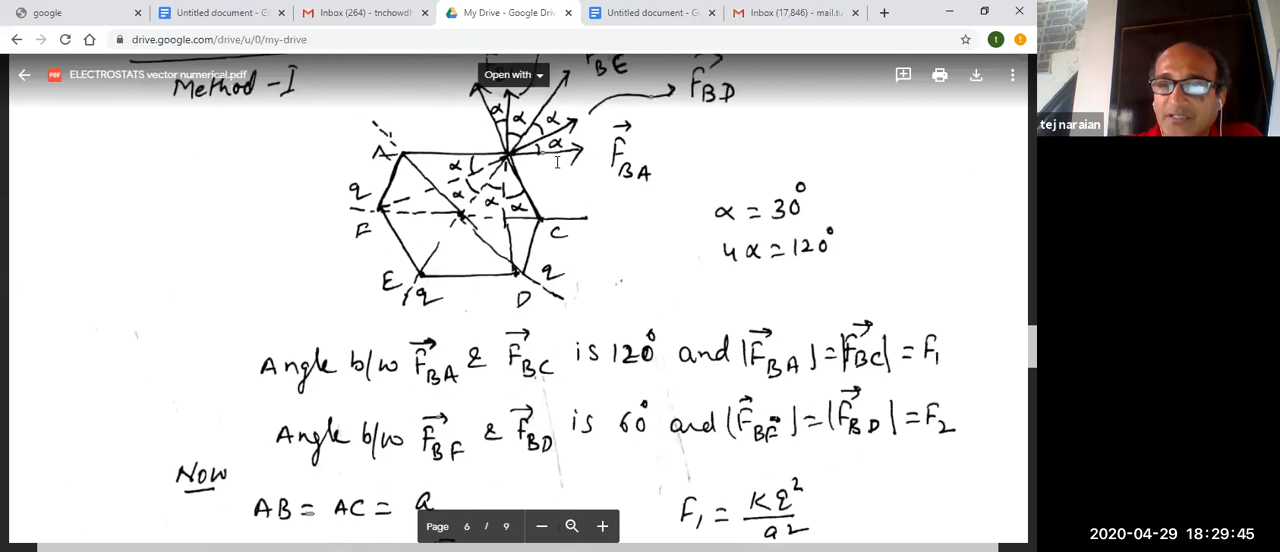 google
Untitled document - G
Inbox (264) - tnchowdh
My Drive - Google Driv
Untitled document - Go
Inbox (17,846) - mail.tu
drive.google.com/drive/u/0/my-drive
t
PDF ELECTROSTATS vector numerical.pdf
Open with
Method -I
F BE
F BD
F BA
α α α α
A
α α α α
q
F
C
E
q
D
q
α = 30°
4α = 120°
tej naraian
Angle b/w F BA & F BC is 120° and |F BA| = |F BC| = F1
Angle b/w F BF & F BD is 60° and |F BF| = |F BD| = F2
Now
AB = AC = a
F1 = Kq²/a²
Page 6 / 9
2020-04-29 18:29:45